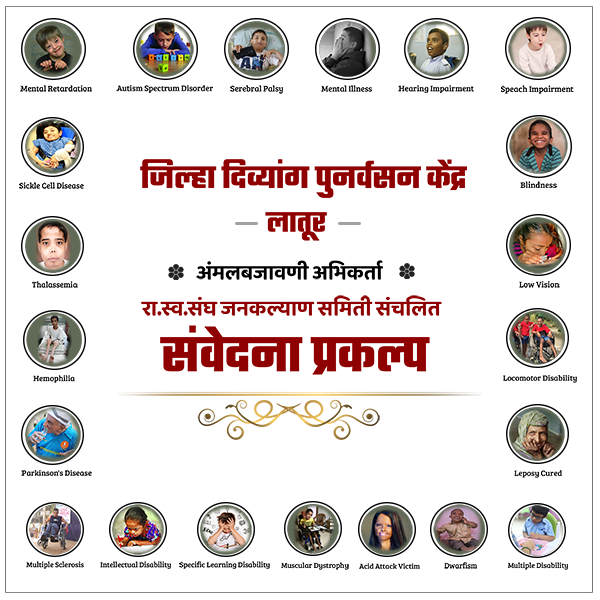 Mental Retardation
Autism Spectrum Disorder
Serebral Palsy
Mental Illness
Hearing Impairment
Speach Impairment
Sickle Cell Disease
Blindness
जिल्हा दिव्यांग पुनर्वसन केंद्र
लातूर
Thalassemia
Low Vision
अंमलबजावणी अभिकर्ता
रा.स्व.संघ जनकल्याण समिती संचलित
संवेदना प्रकल्प
Hemophilia
Locomotor Disability
Parkinson's Disease
Leposy Cured
Multiple Sclerosis
Intellectual Disability
Specific Learning Disability
Muscular Dystrophy
Acid Attack Victim
Dwarfism
Multiple Disability